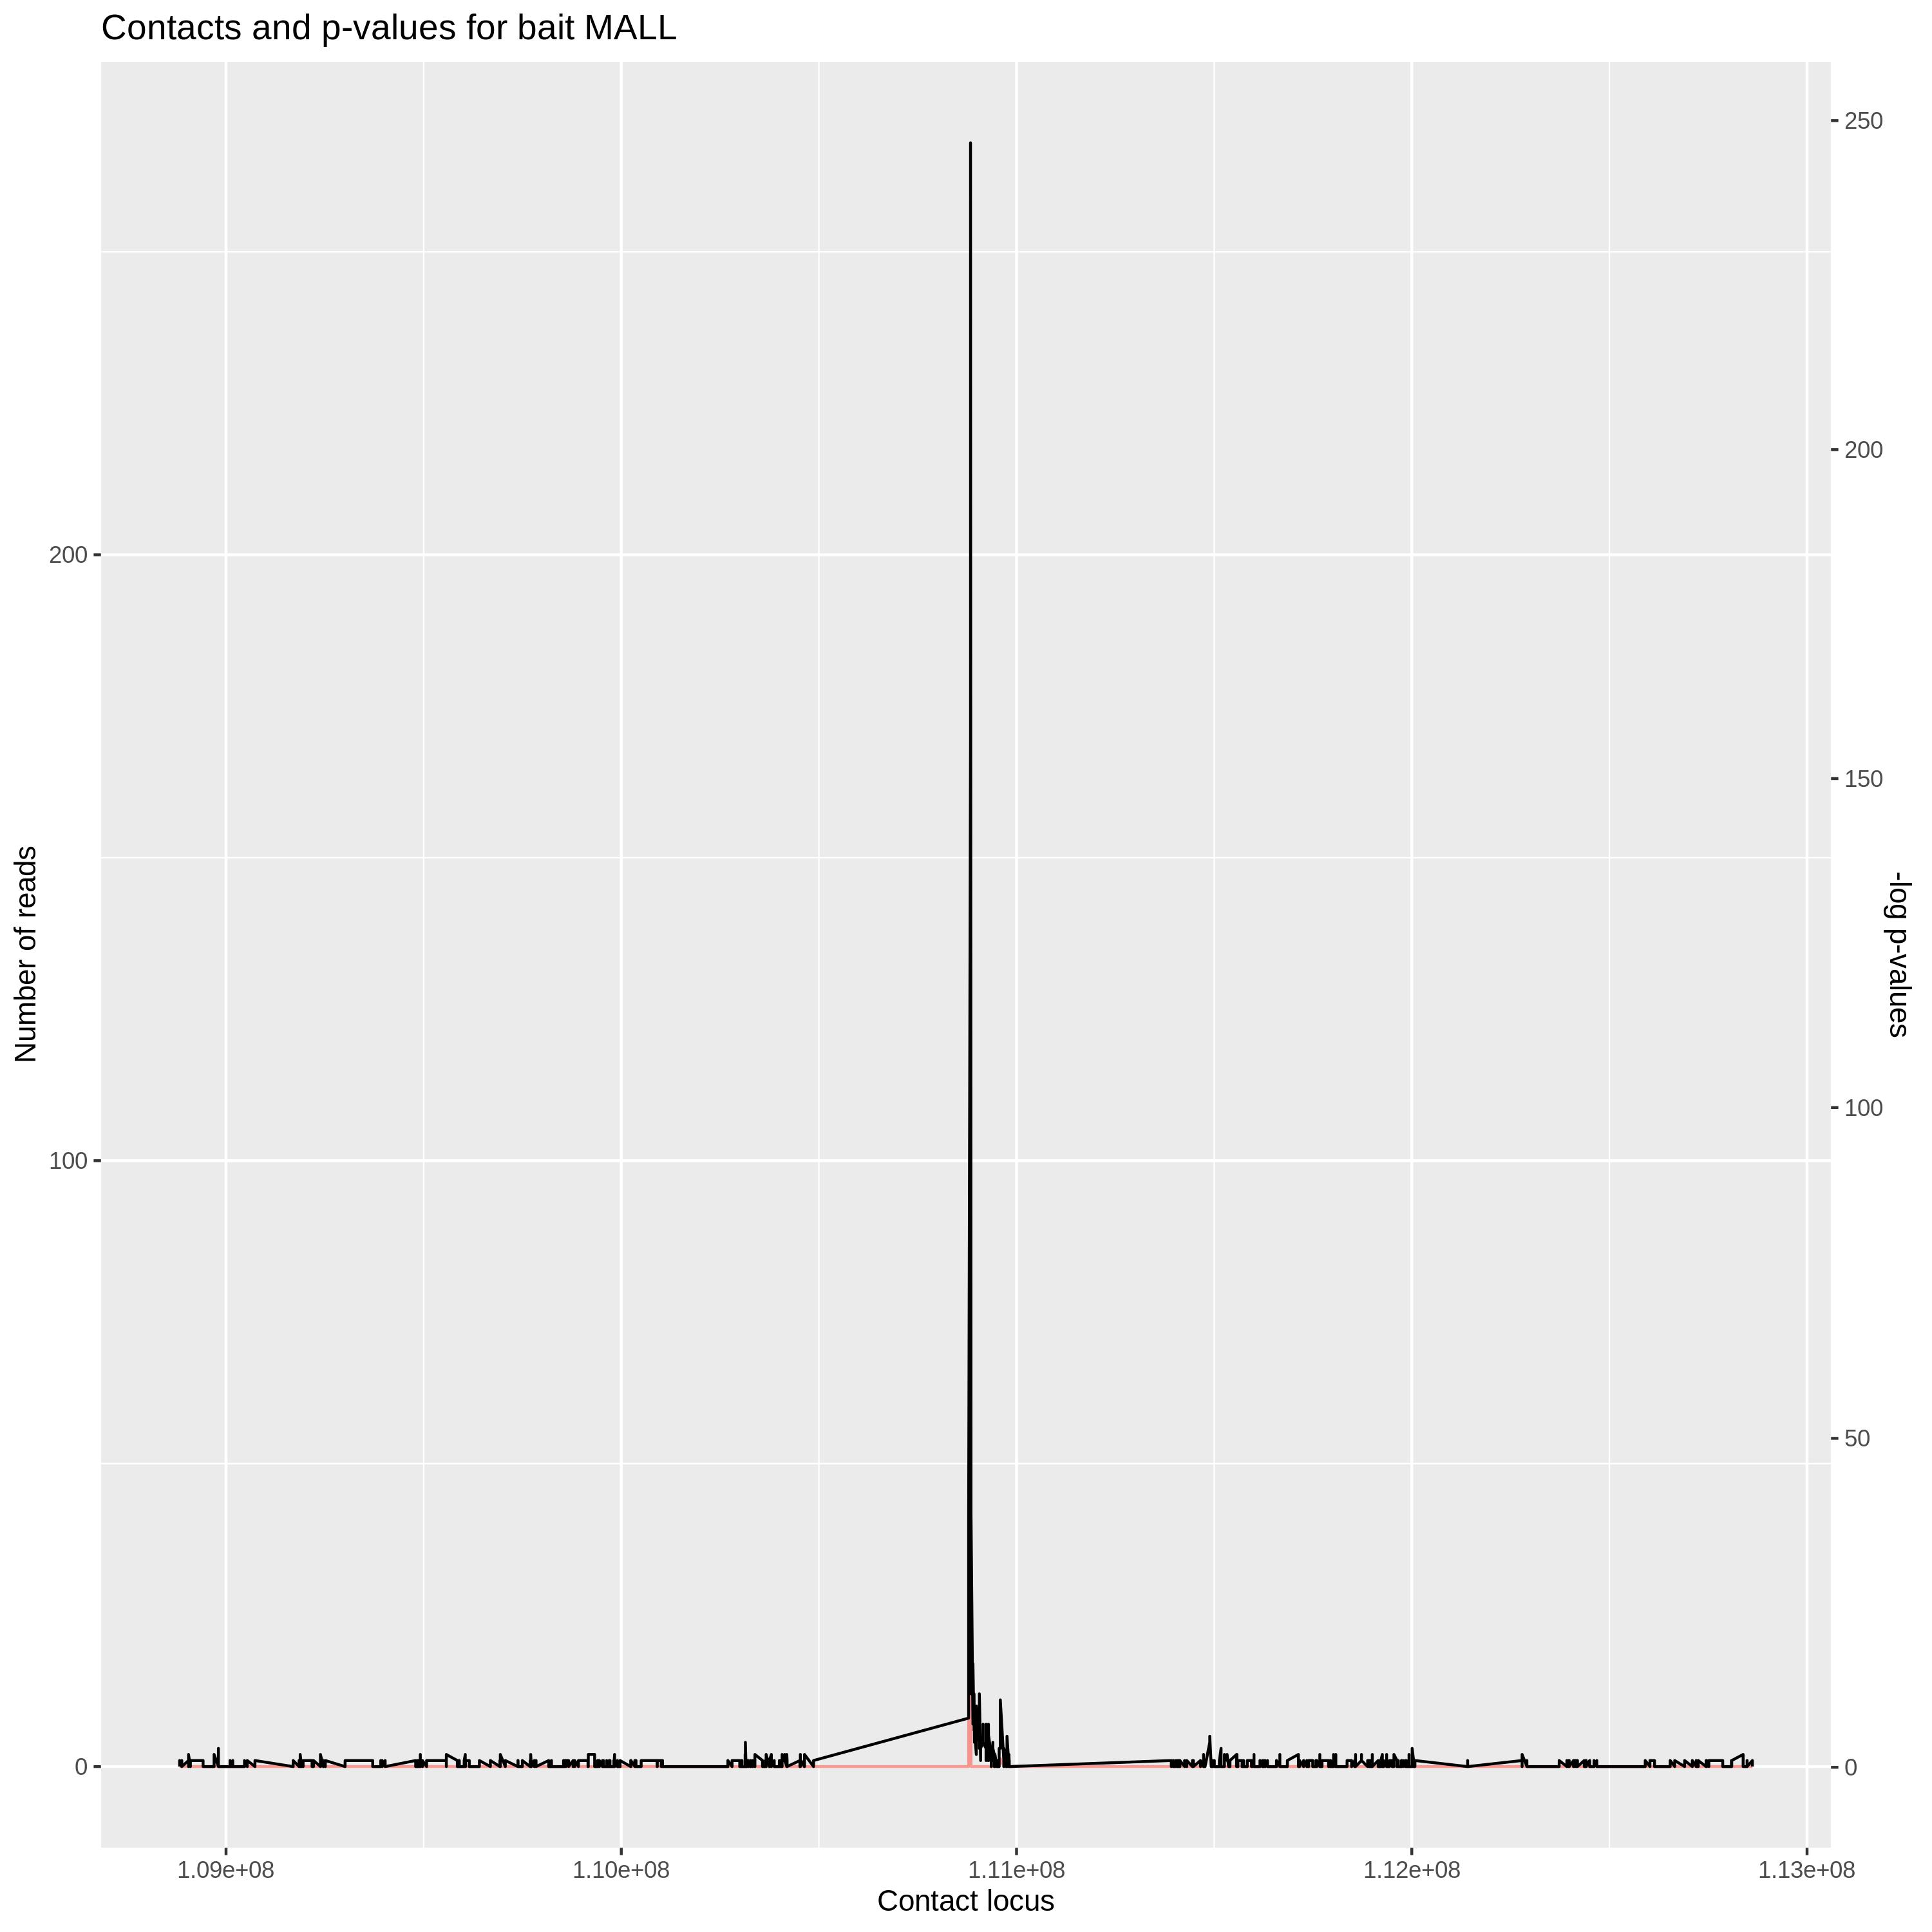 Contacts and p-values for bait MALL
Number of reads
200
100
0
250
200
150
100
50
0
-log p-values
1.09e+08
1.10e+08
1.11e+08
1.12e+08
1.13e+08
Contact locus